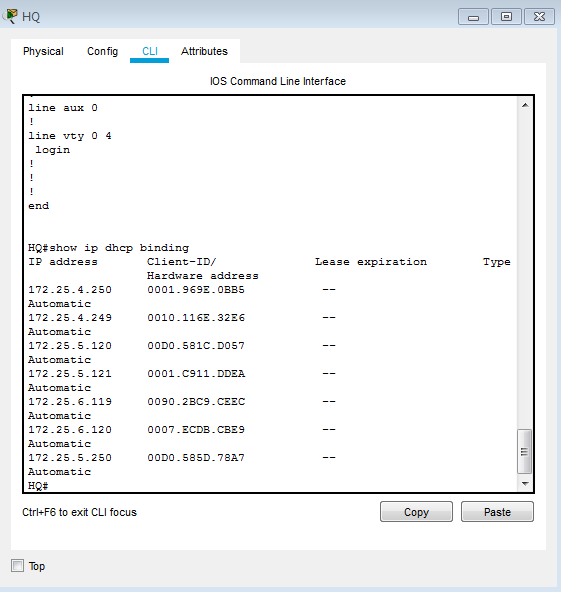 HQ
Physical Config CLI Attributes
IOS Command Line Interface
!
line aux 0
!
line vty 0 4
 login
!
!
!
end
HQ#show ip dhcp binding
IP address       Client-ID/              Lease expiration        Type
                 Hardware address
172.25.4.250     0001.969E.0BB5           --
Automatic
172.25.4.249     0010.116E.32E6           --
Automatic
172.25.5.120     00D0.581C.D057           --
Automatic
172.25.5.121     0001.C911.DDEA           --
Automatic
172.25.6.119     0090.2BC9.CEEC           --
Automatic
172.25.6.120     0007.ECDB.CBE9           --
Automatic
172.25.5.250     00D0.585D.78A7           --
Automatic
HQ#
Ctrl+F6 to exit CLI focus
Copy
Paste
Top